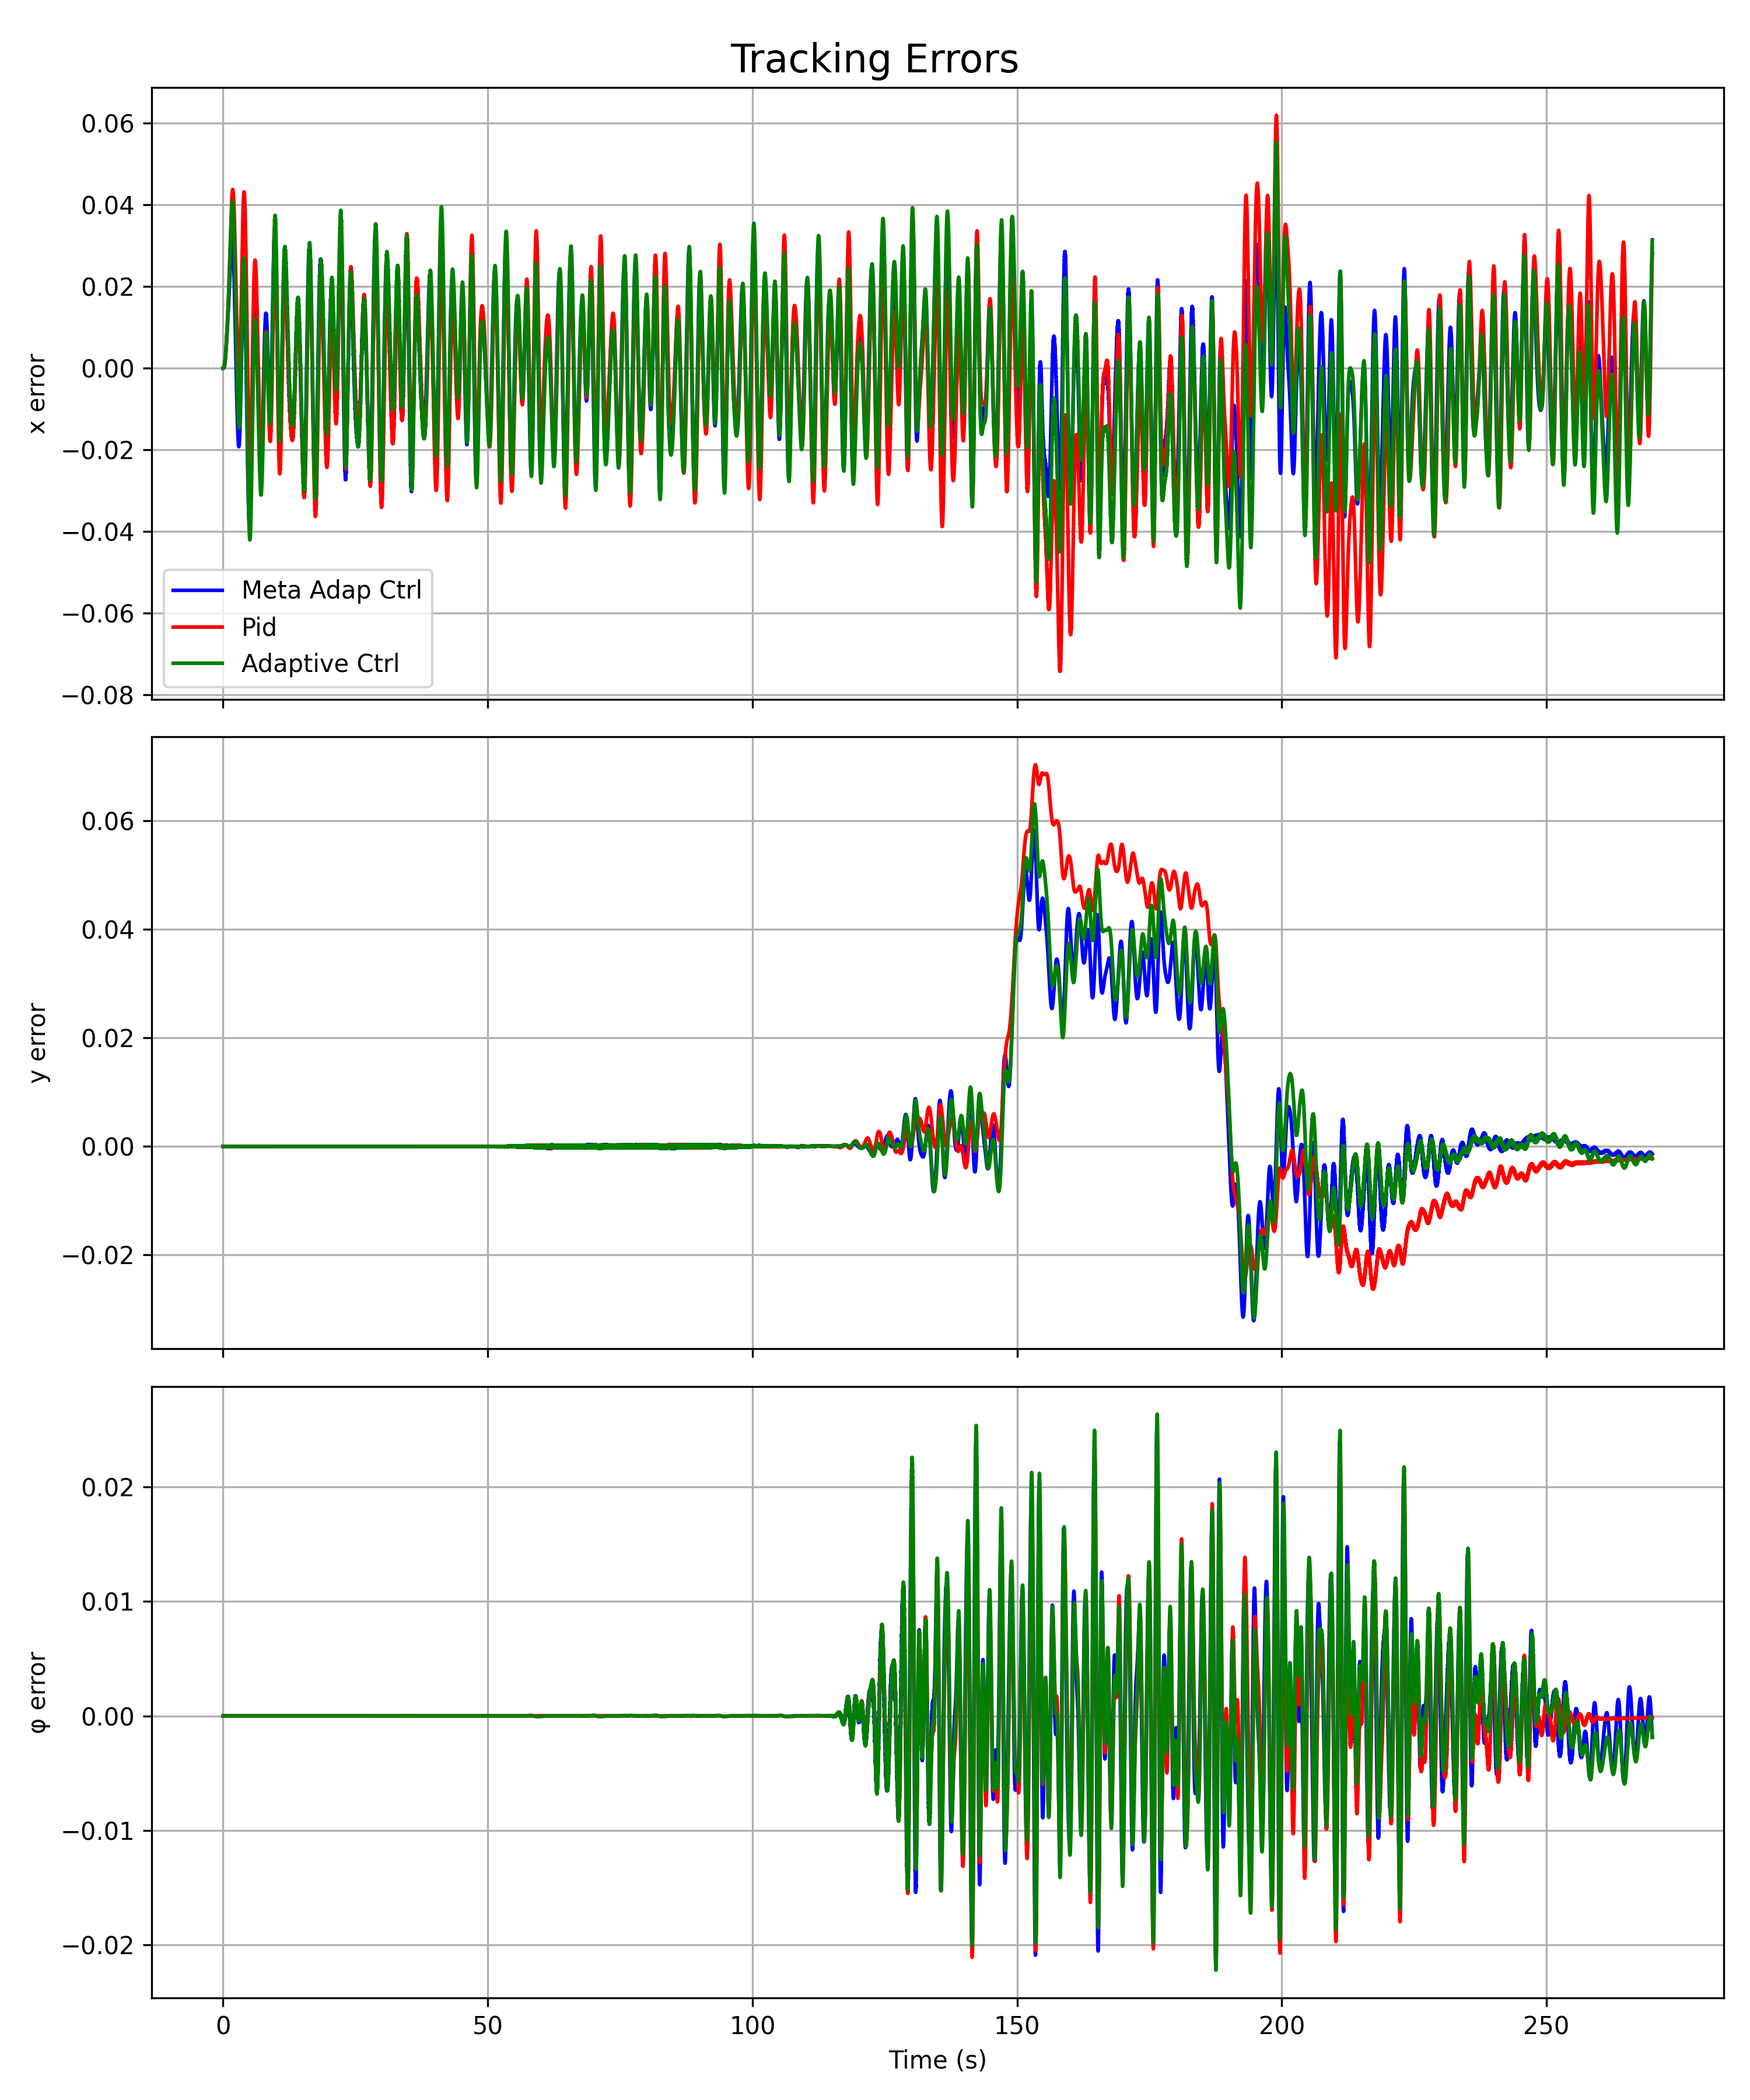 Tracking Errors
x error
0.06
0.04
0.02
0.00
−0.02
−0.04
−0.06
−0.08
Meta Adap Ctrl
Pid
Adaptive Ctrl
y error
0.06
0.04
0.02
0.00
−0.02
φ error
0.02
0.01
0.00
−0.01
−0.02
0 50 100 150 200 250
Time (s)